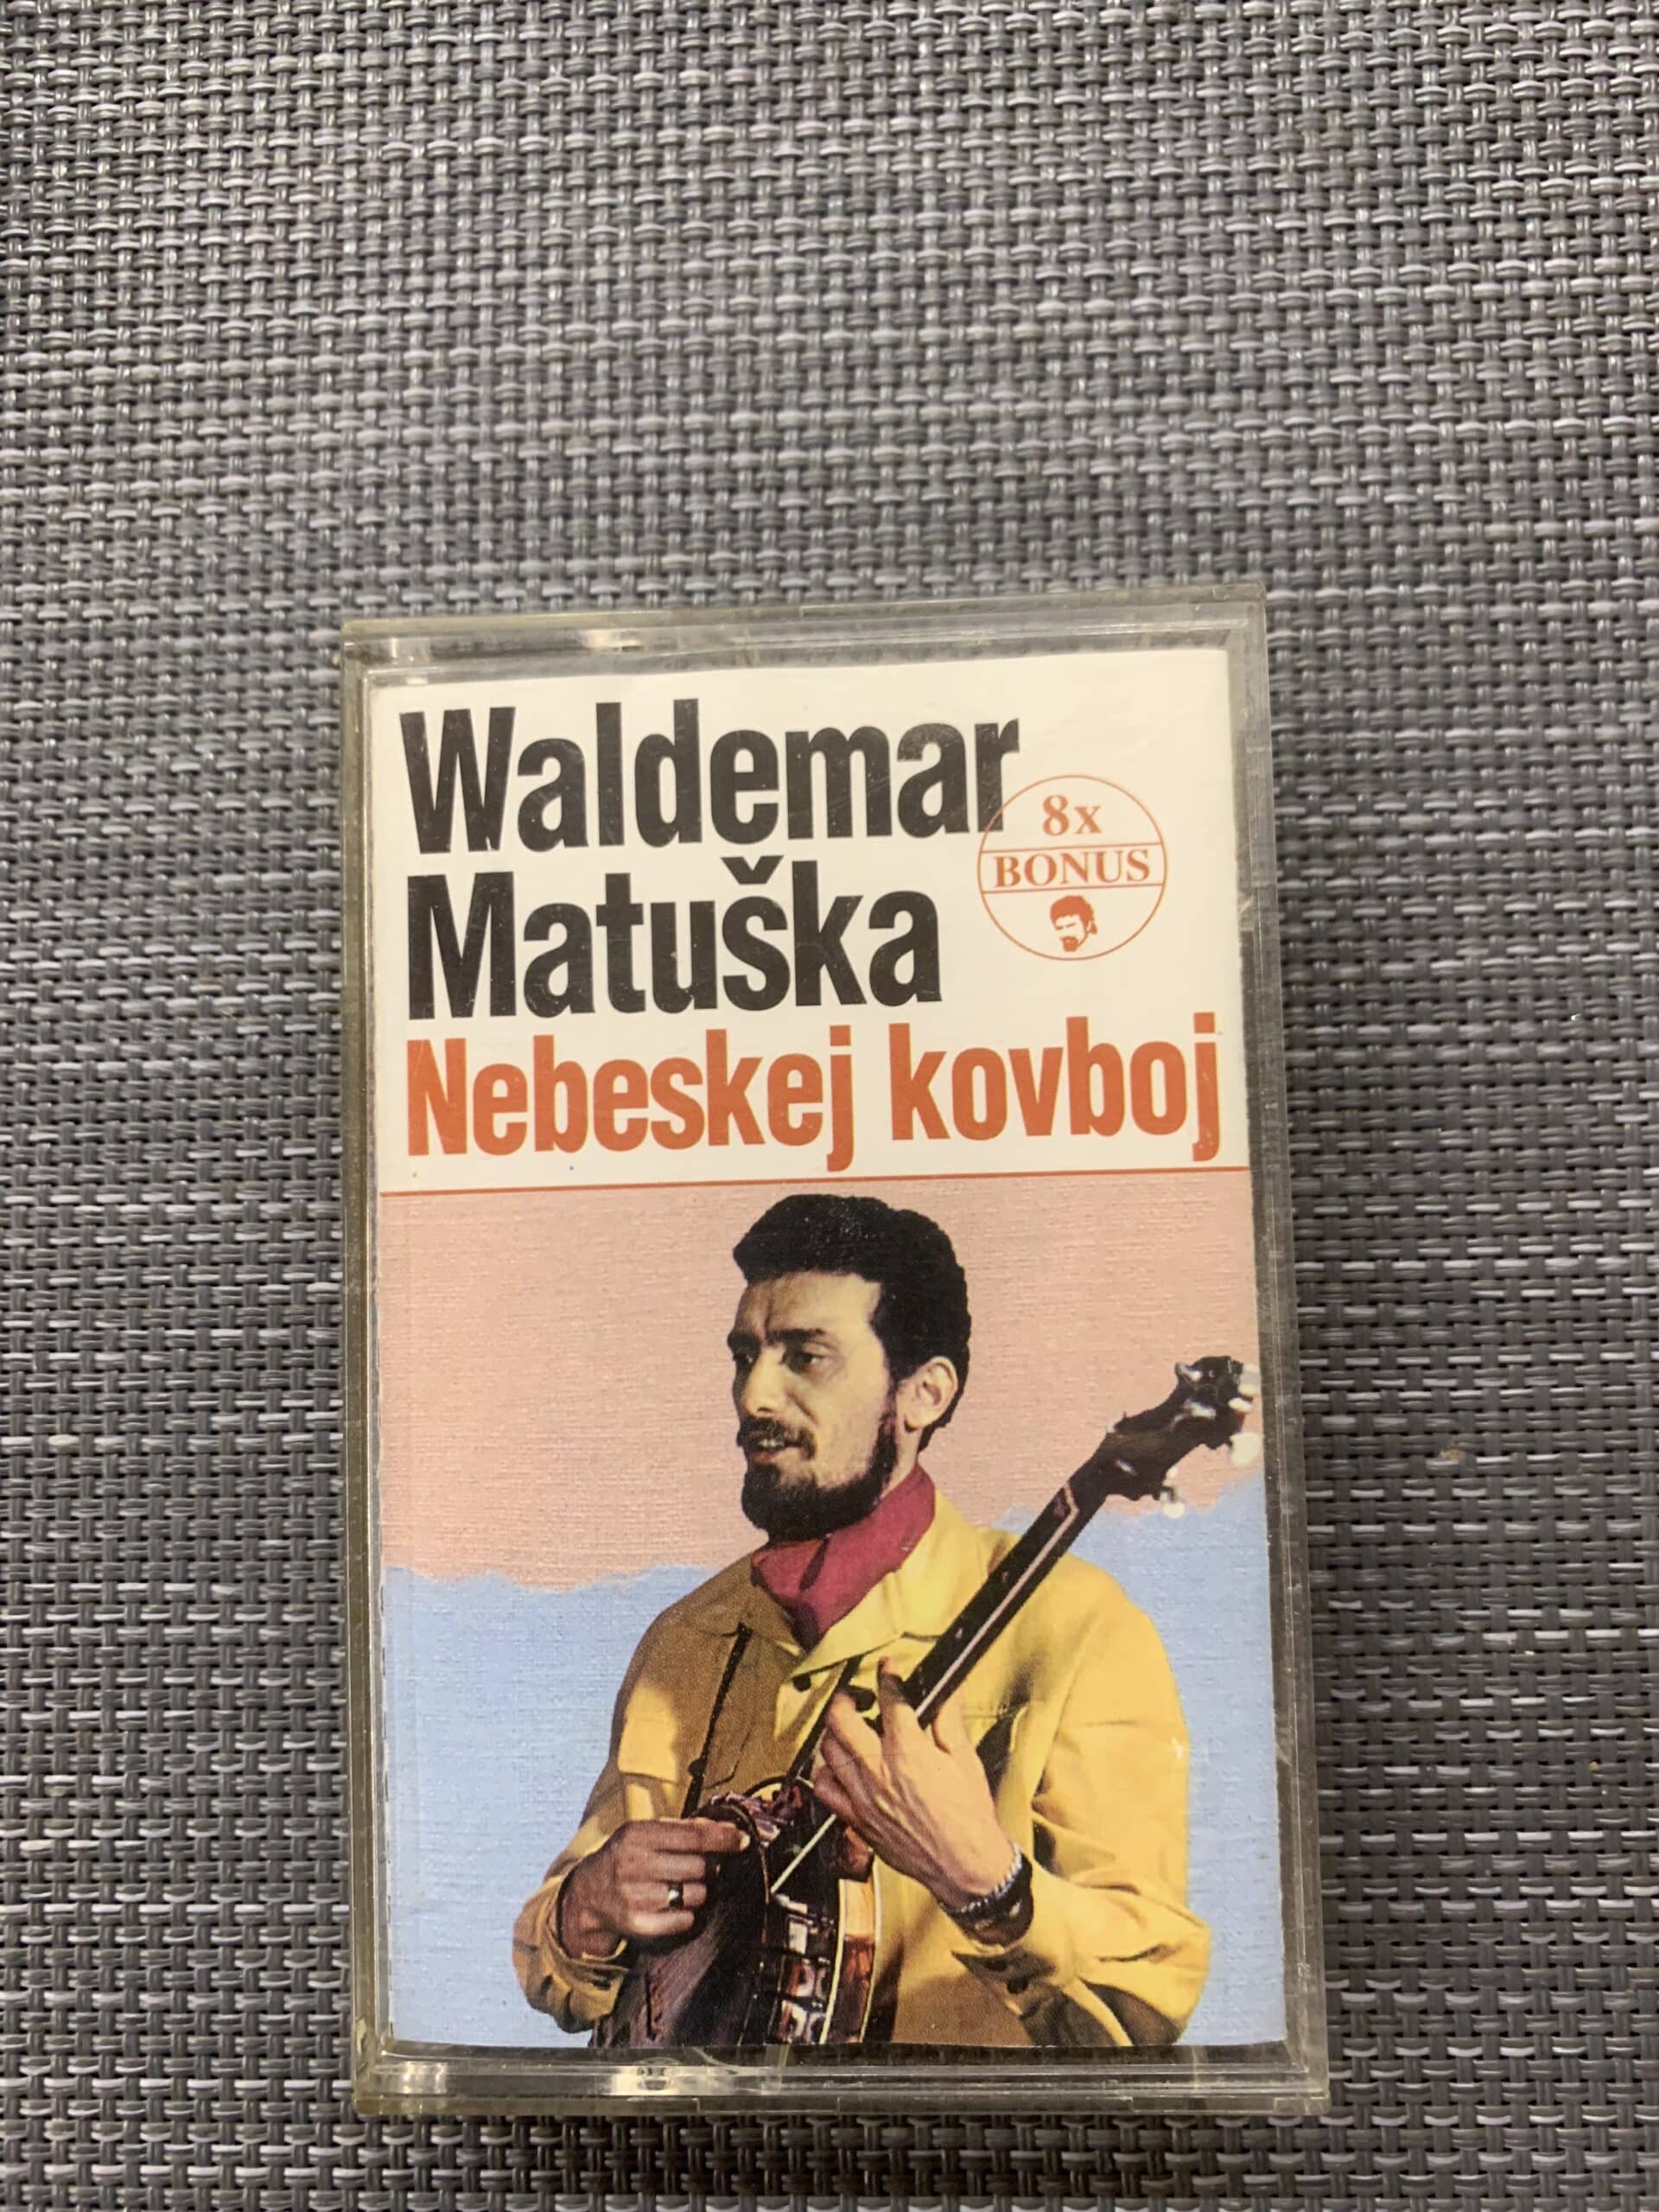 Waldemar
8x
BONUS
Matuška
Nebeskej kovboj